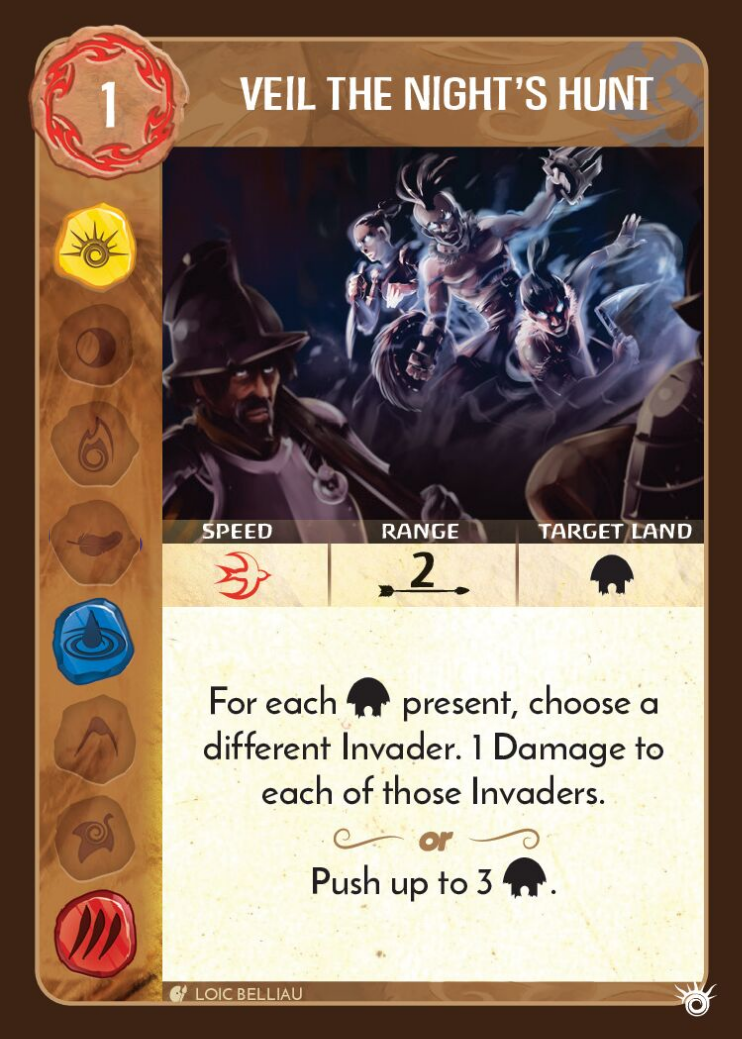 1
VEIL THE NIGHT'S HUNT
SPEED RANGE TARGET LAND
2
For each present, choose a
different Invader. 1 Damage to
each of those Invaders.
or
Push up to 3 .
LOIC BELLIAU